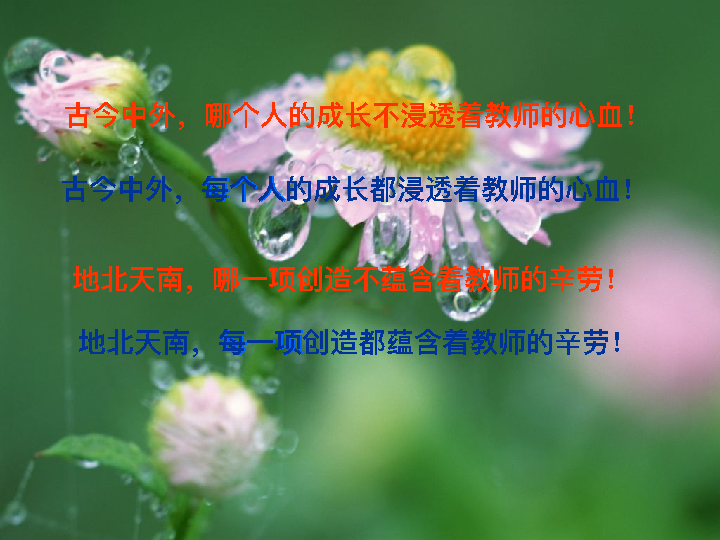 古今中外，哪个人的成长不浸透着教师的心血！
古今中外，每个人的成长都浸透着教师的心血！
地北天南，哪一项创造不蕴含着教师的辛劳！
地北天南，每一项创造都蕴含着教师的辛劳！